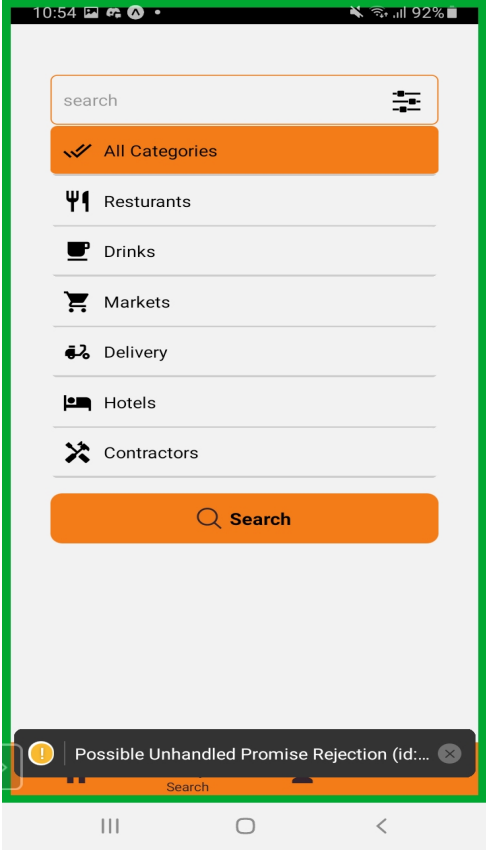 10:54 92%
search
All Categories
Resturants
Drinks
Markets
Delivery
Hotels
Contractors
Search
Possible Unhandled Promise Rejection (id:...
Search